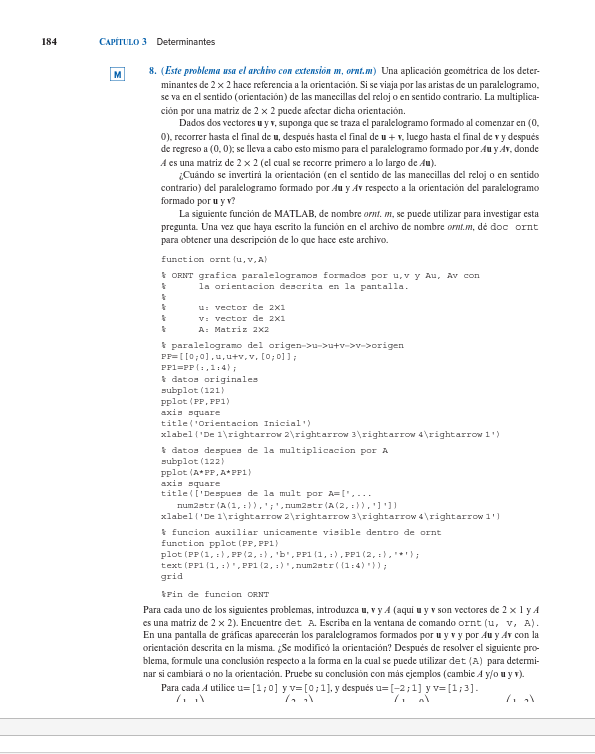 184 CAPÍTULO 3 Determinantes
M
8. (Este problema usa el archivo con extensión m, ornt.m) Una aplicación geométrica de los deter-
minantes de 2 × 2 hace referencia a la orientación. Si se viaja por las aristas de un paralelogramo,
se va en el sentido (orientación) de las manecillas del reloj o en sentido contrario. La multiplica-
ción por una matriz de 2 × 2 puede afectar dicha orientación.
Dados dos vectores u y v, suponga que se traza el paralelogramo formado al comenzar en (0,
0), recorrer hasta el final de u, después hasta el final de u + v, luego hasta el final de v y después
de regreso a (0, 0); se lleva a cabo esto mismo para el paralelogramo formado por Au y Av, donde
A es una matriz de 2 × 2 (el cual se recorre primero a lo largo de Au).
¿Cuándo se invertirá la orientación (en el sentido de las manecillas del reloj o en sentido
contrario) del paralelogramo formado por Au y Av respecto a la orientación del paralelogramo
formado por u y v?
La siguiente función de MATLAB, de nombre ornt. m, se puede utilizar para investigar esta
pregunta. Una vez que haya escrito la función en el archivo de nombre ornt.m, dé doc ornt
para obtener una descripción de lo que hace este archivo.
function ornt(u,v,A)
% ORNT grafica paralelogramos formados por u,v y Au, Av con
% la orientacion descrita en la pantalla.
%
% u: vector de 2X1
% v: vector de 2X1
% A: Matriz 2X2
% paralelogramo del origen->u->u+v->v->origen
PP=[[0;0],u,u+v,v,[0;0]];
PP1=PP(:,1:4);
% datos originales
subplot(121)
pplot(PP,PP1)
axis square
title('Orientacion Inicial')
xlabel('De 1\rightarrow 2\rightarrow 3\rightarrow 4\rightarrow 1')
% datos despues de la multiplicacion por A
subplot(122)
pplot(A*PP,A*PP1)
axis square
title(['Despues de la mult por A=[',...
num2str(A(1,:)),';',num2str(A(2,:)),']'])
xlabel('De 1\rightarrow 2\rightarrow 3\rightarrow 4\rightarrow 1')
% funcion auxiliar unicamente visible dentro de ornt
function pplot(PP,PP1)
plot(PP(1,:),PP(2,:),'b',PP1(1,:),PP1(2,:),'*');
text(PP1(1,:)',PP1(2,:)',num2str((1:4)'));
grid
%Fin de funcion ORNT
Para cada uno de los siguientes problemas, introduzca u, v y A (aquí u y v son vectores de 2 × 1 y A
es una matriz de 2 × 2). Encuentre det A. Escriba en la ventana de comando ornt(u, v, A).
En una pantalla de gráficas aparecerán los paralelogramos formados por u y v y por Au y Av con la
orientación descrita en la misma. ¿Se modificó la orientación? Después de resolver el siguiente pro-
blema, formule una conclusión respecto a la forma en la cual se puede utilizar det(A) para determi-
nar si cambiará o no la orientación. Pruebe su conclusión con más ejemplos (cambie A y/o u y v).
Para cada A utilice u=[1;0] y v=[0;1], y después u=[-2;1] y v=[1;3].